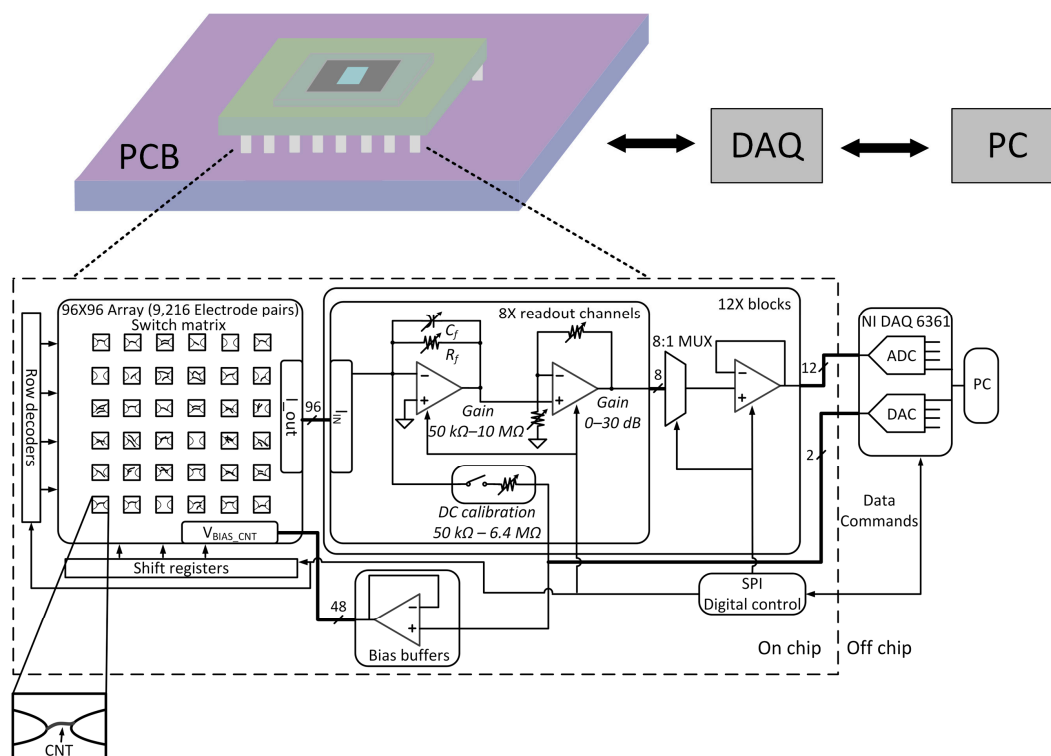 PCB
DAQ
PC
96X96 Array (9,216 Electrode pairs)
Switch matrix
Row decoders
I_out
96
I_IN
12X blocks
8X readout channels
C_f
R_f
−
+
Gain
50 kΩ–10 MΩ
−
+
Gain
0–30 dB
8:1 MUX
8
−
+
12
NI DAQ 6361
ADC
DAC
PC
2
DC calibration
50 kΩ – 6.4 MΩ
Data
Commands
V_BIAS_CNT
Shift registers
48
−
+
Bias buffers
SPI
Digital control
On chip
Off chip
CNT